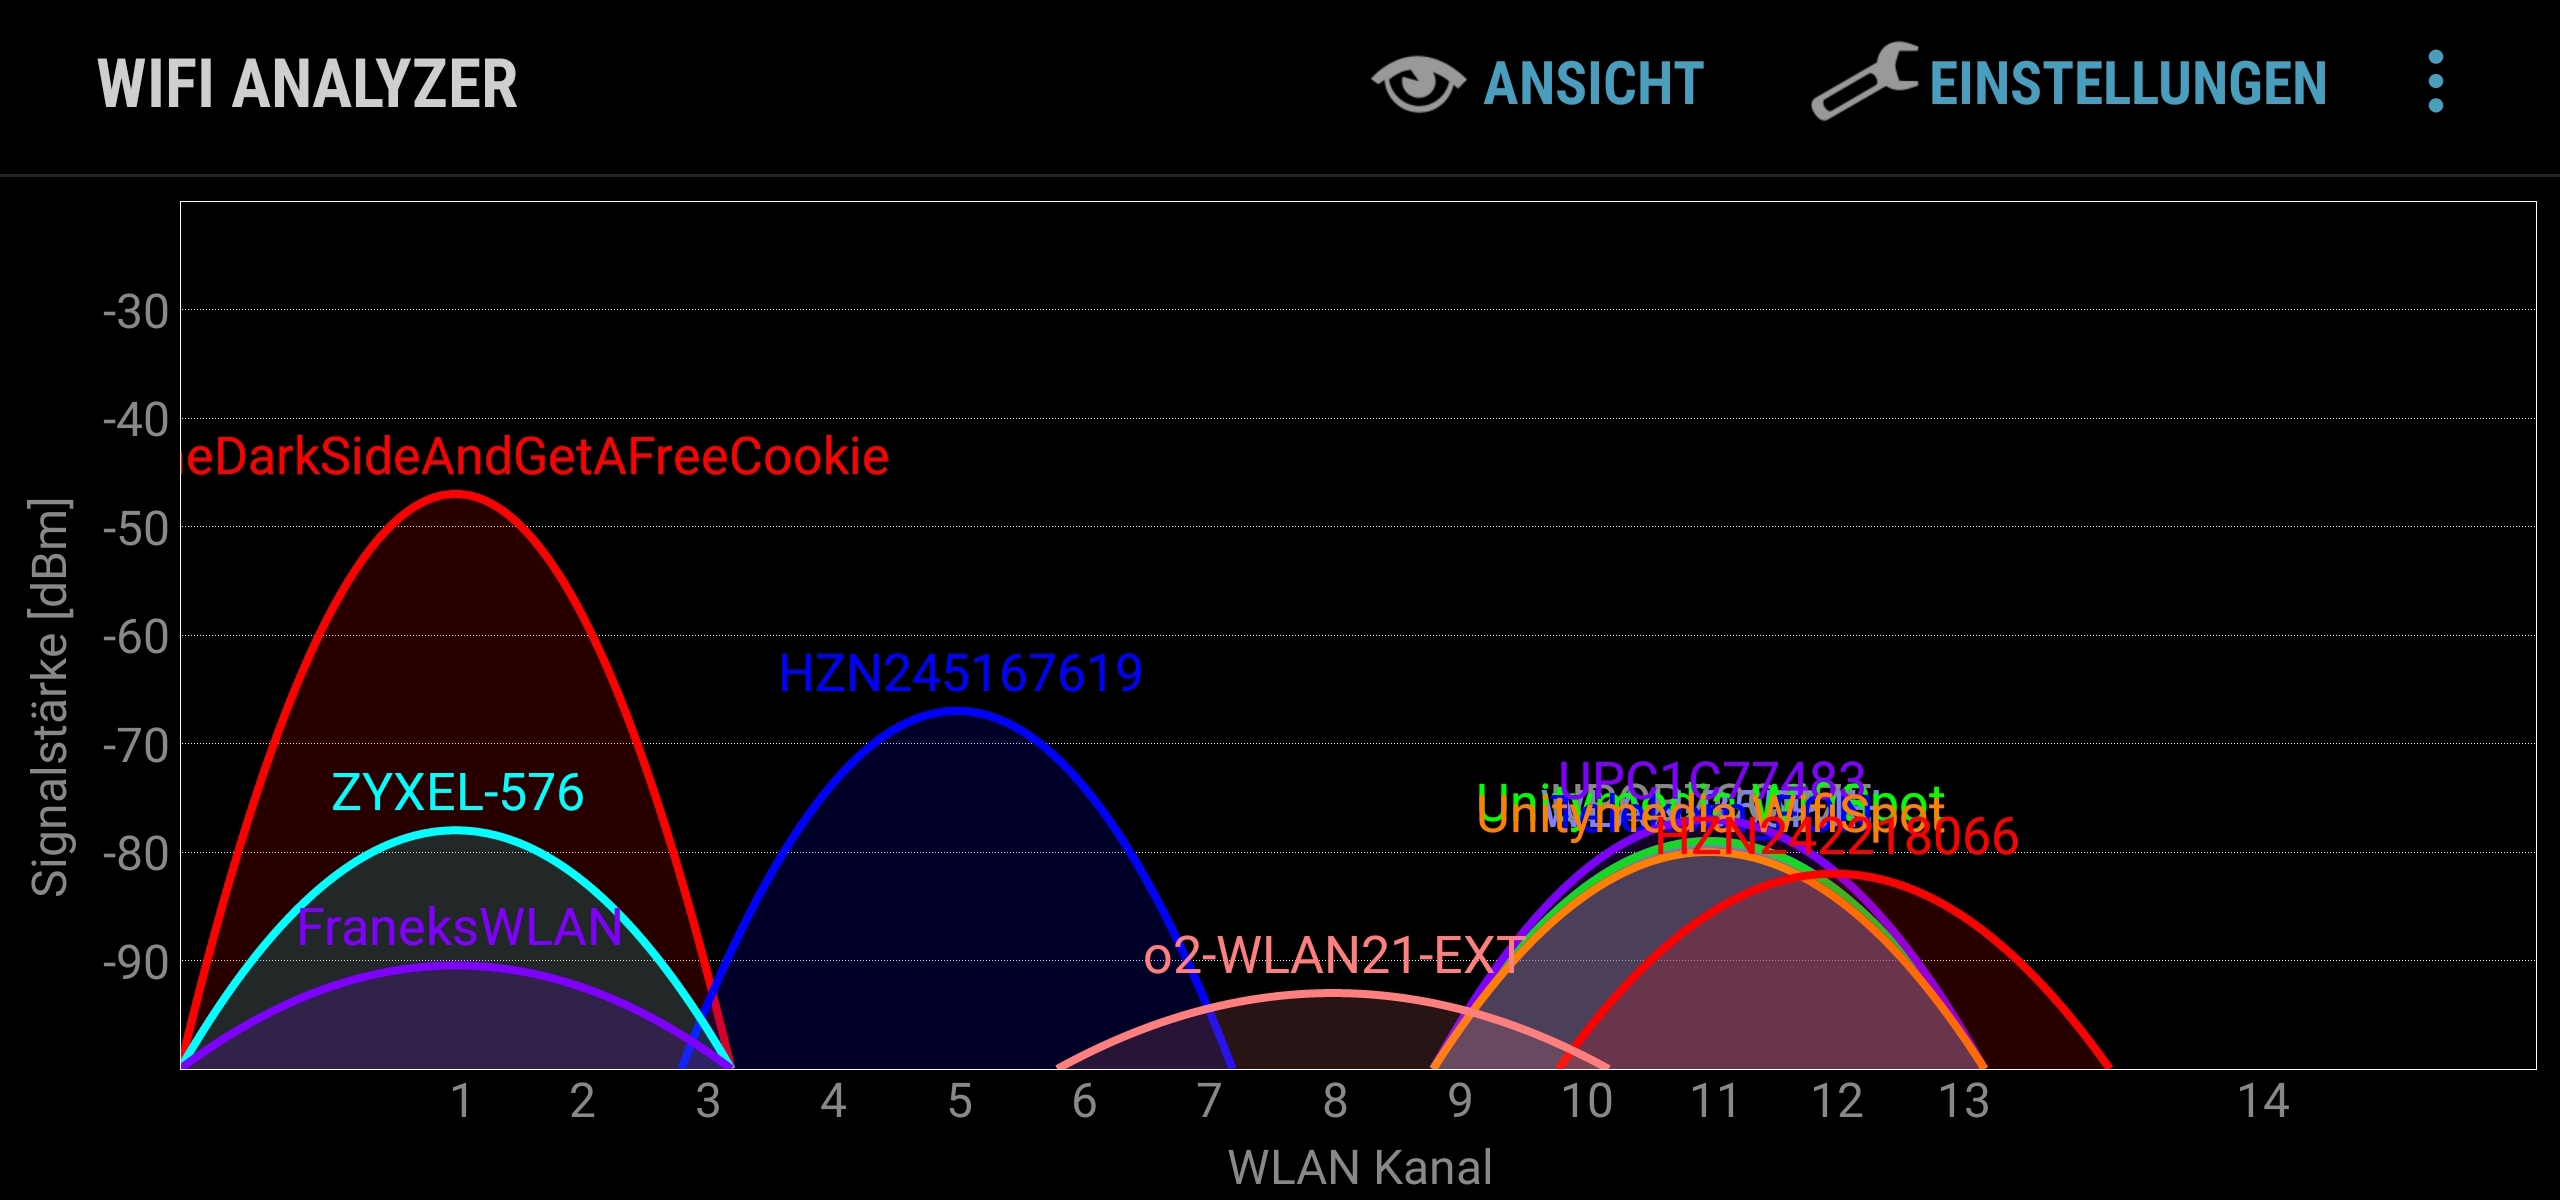 WIFI ANALYZER
ANSICHT
EINSTELLUNGEN
Signalstärke [dBm]
-30
-40
-50
-60
-70
-80
-90
eDarkSideAndGetAFreeCookie
ZYXEL-576
FraneksWLAN
HZN245167619
o2-WLAN21-EXT
UPC1C77483
Unitymedia WifiSpot
HZN242218066
1 2 3 4 5 6 7 8 9 10 11 12 13 14
WLAN Kanal